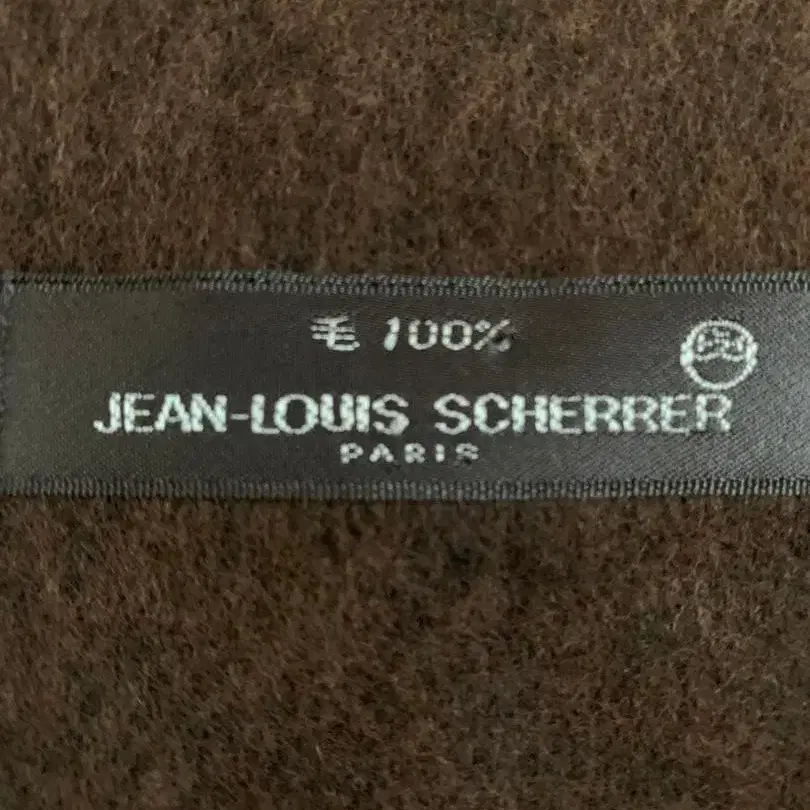 毛 100%
JEAN-LOUIS SCHERRER
PARIS